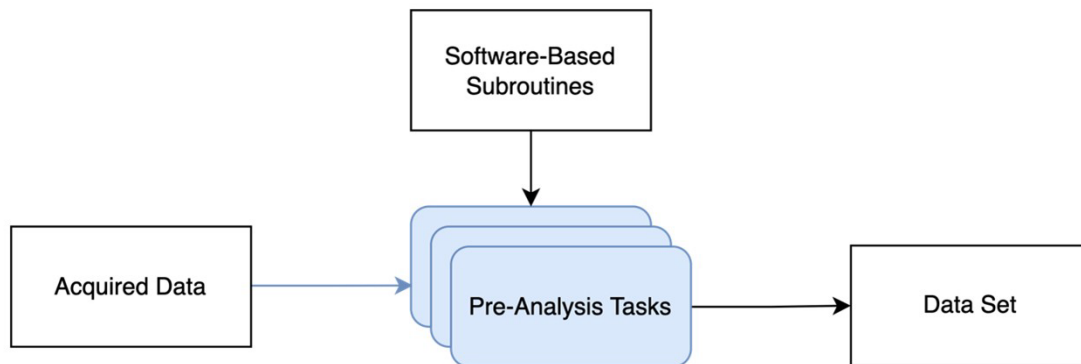 Software-Based
Subroutines
Acquired Data
Pre-Analysis Tasks
Data Set